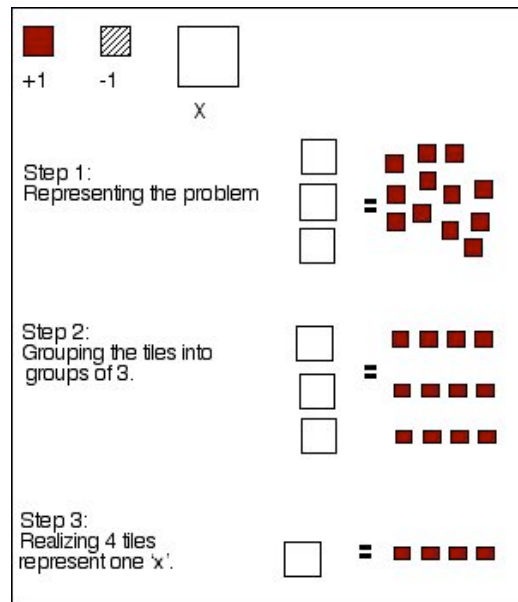 +1 -1
X
Step 1:
Representing the problem
=
Step 2:
Grouping the tiles into
groups of 3.
=
Step 3:
Realizing 4 tiles
represent one ‘x’.
=